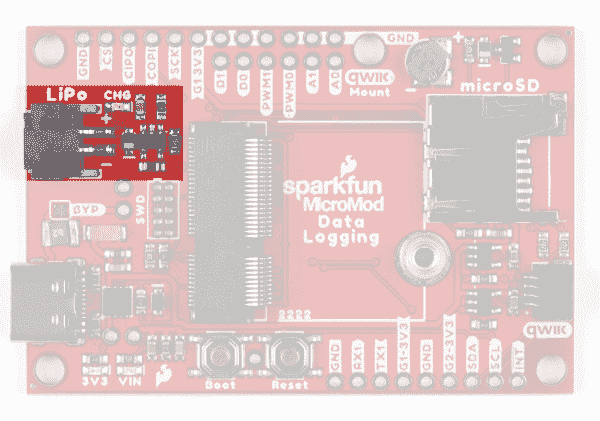 GND CS CIPO COPI SCK G13V3 D1 D0 PWM1 PWM0 A1 A0 GND
+
QWIIC
Mount
microSD
LiPo CHG
+
-
BYP
SWD
sparkfun
MicroMod
Data
Logging
2222
QWIIC
3V3 VIN
Boot Reset
GND RX1 TX1 G1-3V3 GND G2-3V3 SDA SCL INT